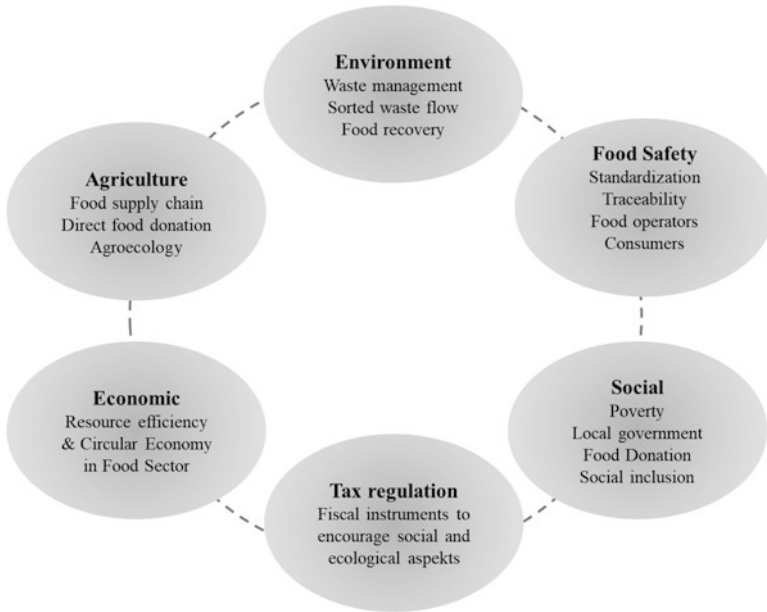 Environment
Waste management
Sorted waste flow
Food recovery
Food Safety
Standardization
Traceability
Food operators
Consumers
Social
Poverty
Local government
Food Donation
Social inclusion
Tax regulation
Fiscal instruments to
encourage social and
ecological aspekts
Economic
Resource efficiency
& Circular Economy
in Food Sector
Agriculture
Food supply chain
Direct food donation
Agroecology